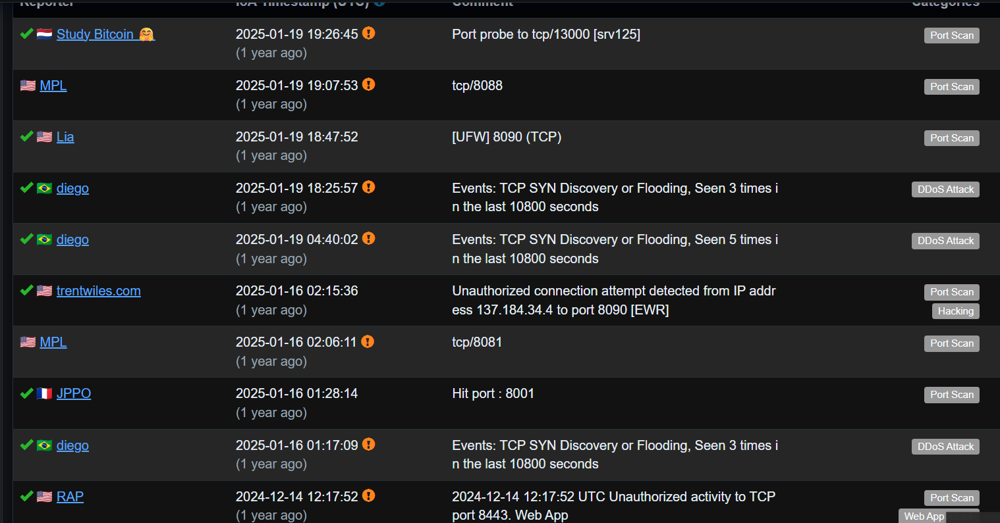 Reporter IoA Timestamp (UTC) Comment Categories
Study Bitcoin 🤗 2025-01-19 19:26:45 Port probe to tcp/13000 [srv125] Port Scan
(1 year ago)
MPL 2025-01-19 19:07:53 tcp/8088 Port Scan
(1 year ago)
Lia 2025-01-19 18:47:52 [UFW] 8090 (TCP) Port Scan
(1 year ago)
diego 2025-01-19 18:25:57 Events: TCP SYN Discovery or Flooding, Seen 3 times i DDoS Attack
(1 year ago) n the last 10800 seconds
diego 2025-01-19 04:40:02 Events: TCP SYN Discovery or Flooding, Seen 5 times i DDoS Attack
(1 year ago) n the last 10800 seconds
trentwiles.com 2025-01-16 02:15:36 Unauthorized connection attempt detected from IP addr Port Scan
(1 year ago) ess 137.184.34.4 to port 8090 [EWR] Hacking
MPL 2025-01-16 02:06:11 tcp/8081 Port Scan
(1 year ago)
JPPO 2025-01-16 01:28:14 Hit port : 8001 Port Scan
(1 year ago)
diego 2025-01-16 01:17:09 Events: TCP SYN Discovery or Flooding, Seen 3 times i DDoS Attack
(1 year ago) n the last 10800 seconds
RAP 2024-12-14 12:17:52 2024-12-14 12:17:52 UTC Unauthorized activity to TCP Port Scan
(1 year ago) port 8443. Web App Web App